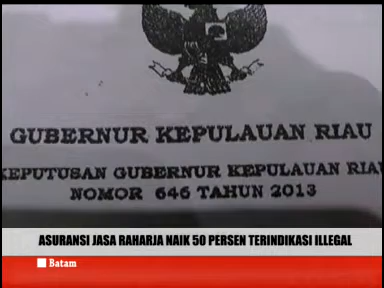 GUBERNUR KEPULAUAN RIAU
KEPUTUSAN GUBERNUR KEPULAUAN RIAU
NOMOR 646 TAHUN 2013
ASURANSI JASA RAHARJA NAIK 50 PERSEN TERINDIKASI ILLEGAL
Batam